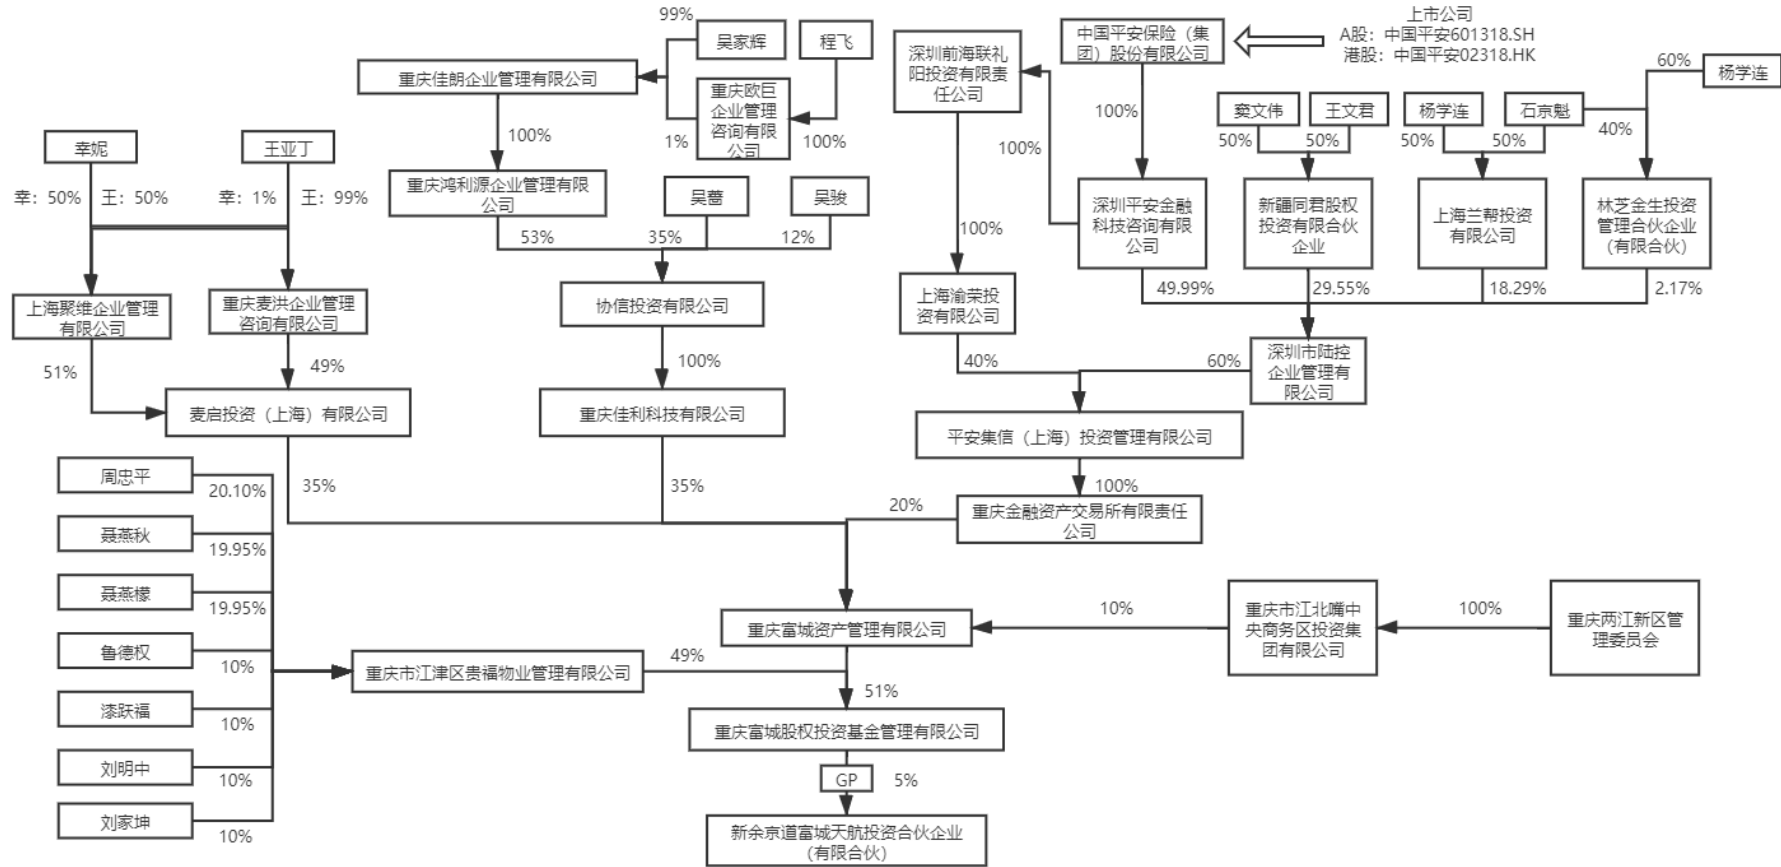 99%
吴家辉
程飞
深圳前海联礼
阳投资有限责
任公司
中国平安保险（集
团）股份有限公司
上市公司
A股：中国平安601318.SH
港股：中国平安02318.HK
60%
杨学连
重庆佳朗企业管理有限公司
重庆欧巨
企业管理
咨询有限
公司
1%
100%
100%
100%
100%
窦文伟
王文君
杨学连
石京魁
50%
50%
50%
50%
40%
幸妮
王亚丁
幸：50%
王：50%
幸：1%
王：99%
重庆鸿利源企业管理有限
公司
吴蔷
吴骏
53%
35%
12%
100%
深圳平安金融
科技咨询有限
公司
新疆同君股权
投资有限合伙
企业
上海兰帮投资
有限公司
林芝金生投资
管理合伙企业
（有限合伙）
49.99%
29.55%
18.29%
2.17%
上海聚维企业管理
有限公司
重庆麦洪企业管理
咨询有限公司
协信投资有限公司
上海渝荣投
资有限公司
深圳市陆控
企业管理有
限公司
51%
49%
100%
40%
60%
麦启投资（上海）有限公司
重庆佳利科技有限公司
平安集信（上海）投资管理有限公司
35%
35%
100%
20%
重庆金融资产交易所有限责任
公司
周忠平
20.10%
聂燕秋
19.95%
聂燕檬
19.95%
鲁德权
10%
漆跃福
10%
刘明中
10%
刘家坤
10%
重庆市江津区贵福物业管理有限公司
49%
重庆富城资产管理有限公司
10%
重庆市江北嘴中
央商务区投资集
团有限公司
100%
重庆两江新区管
理委员会
51%
重庆富城股权投资基金管理有限公司
GP
5%
新余京道富城天航投资合伙企业
（有限合伙）